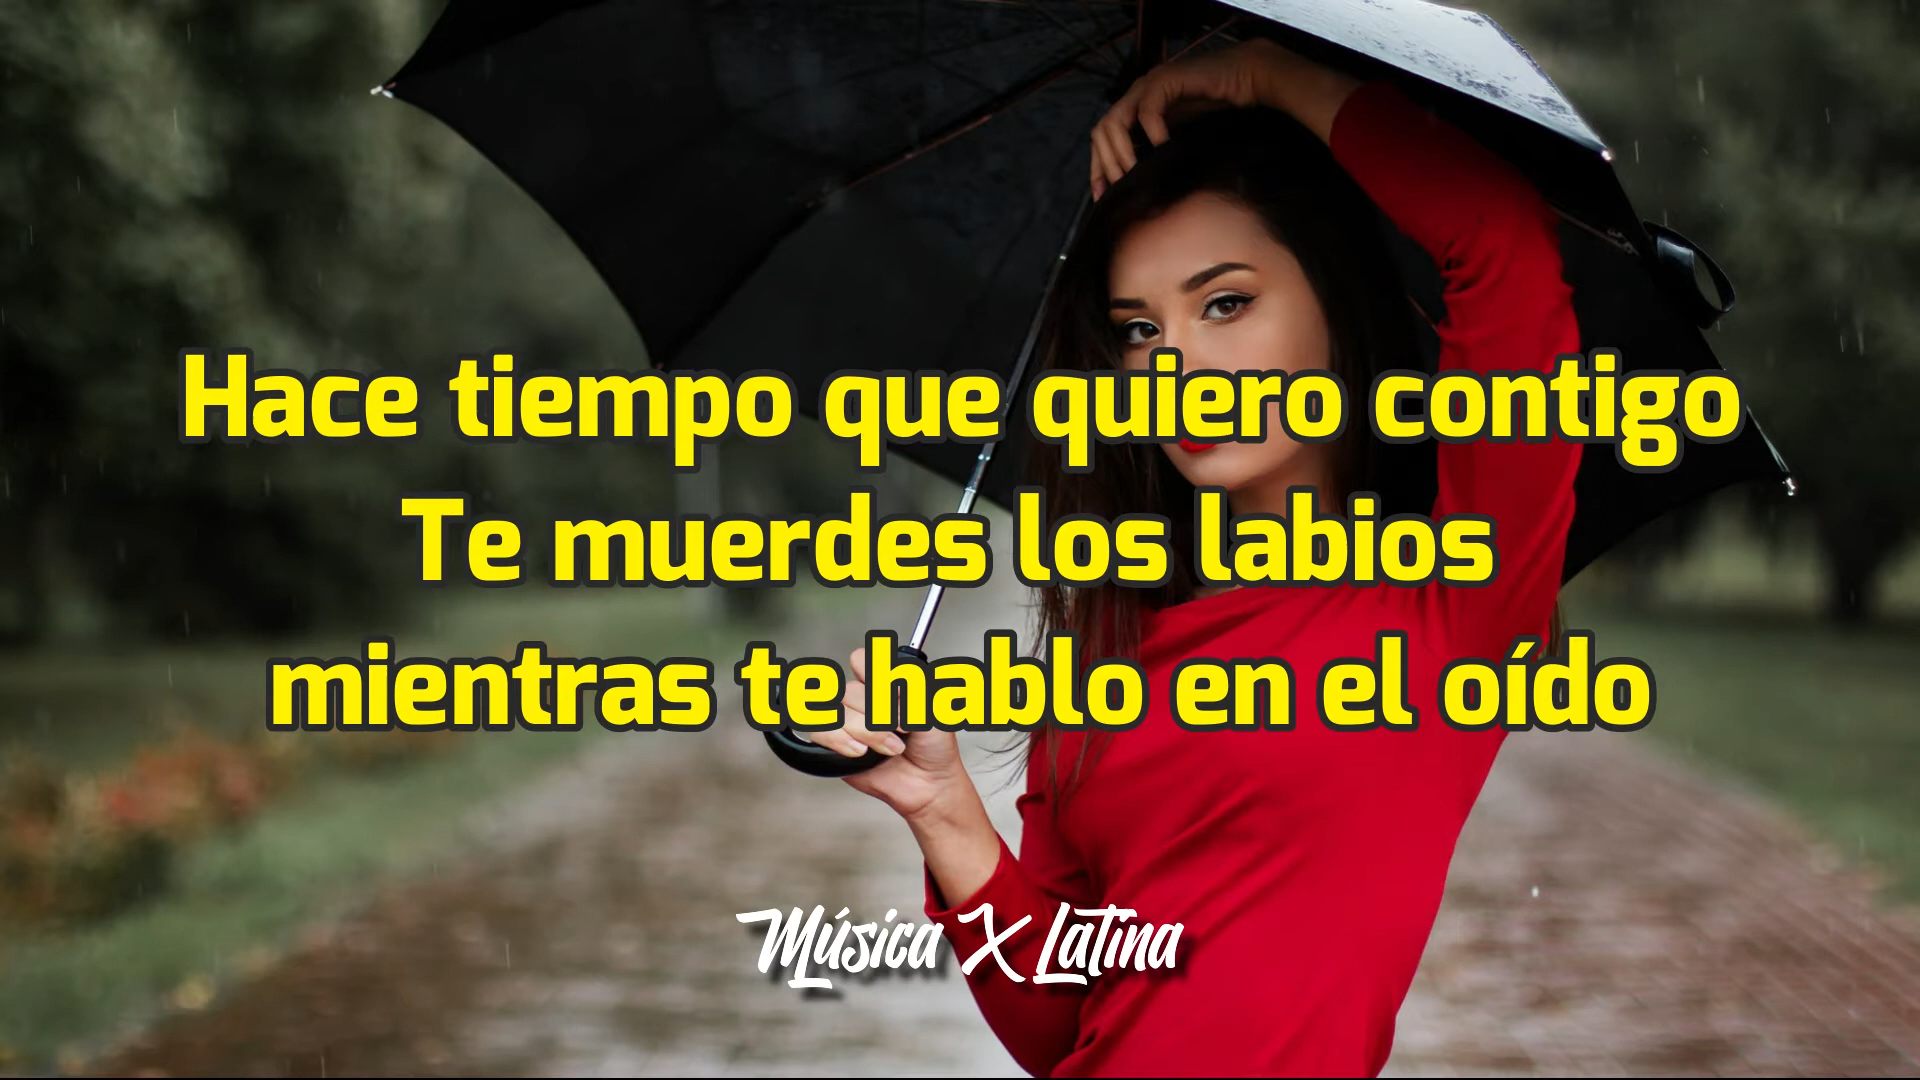 Hace tiempo que quiero contigo
Te muerdes los labios
mientras te hablo en el oído
Música X Latina